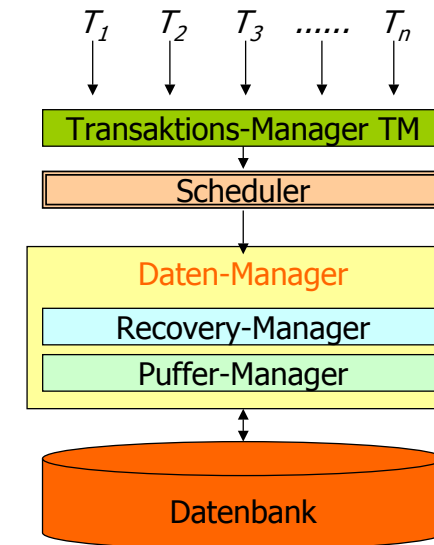 T1 T2 T3 ...... Tn
Transaktions-Manager TM
Scheduler
Daten-Manager
Recovery-Manager
Puffer-Manager
Datenbank